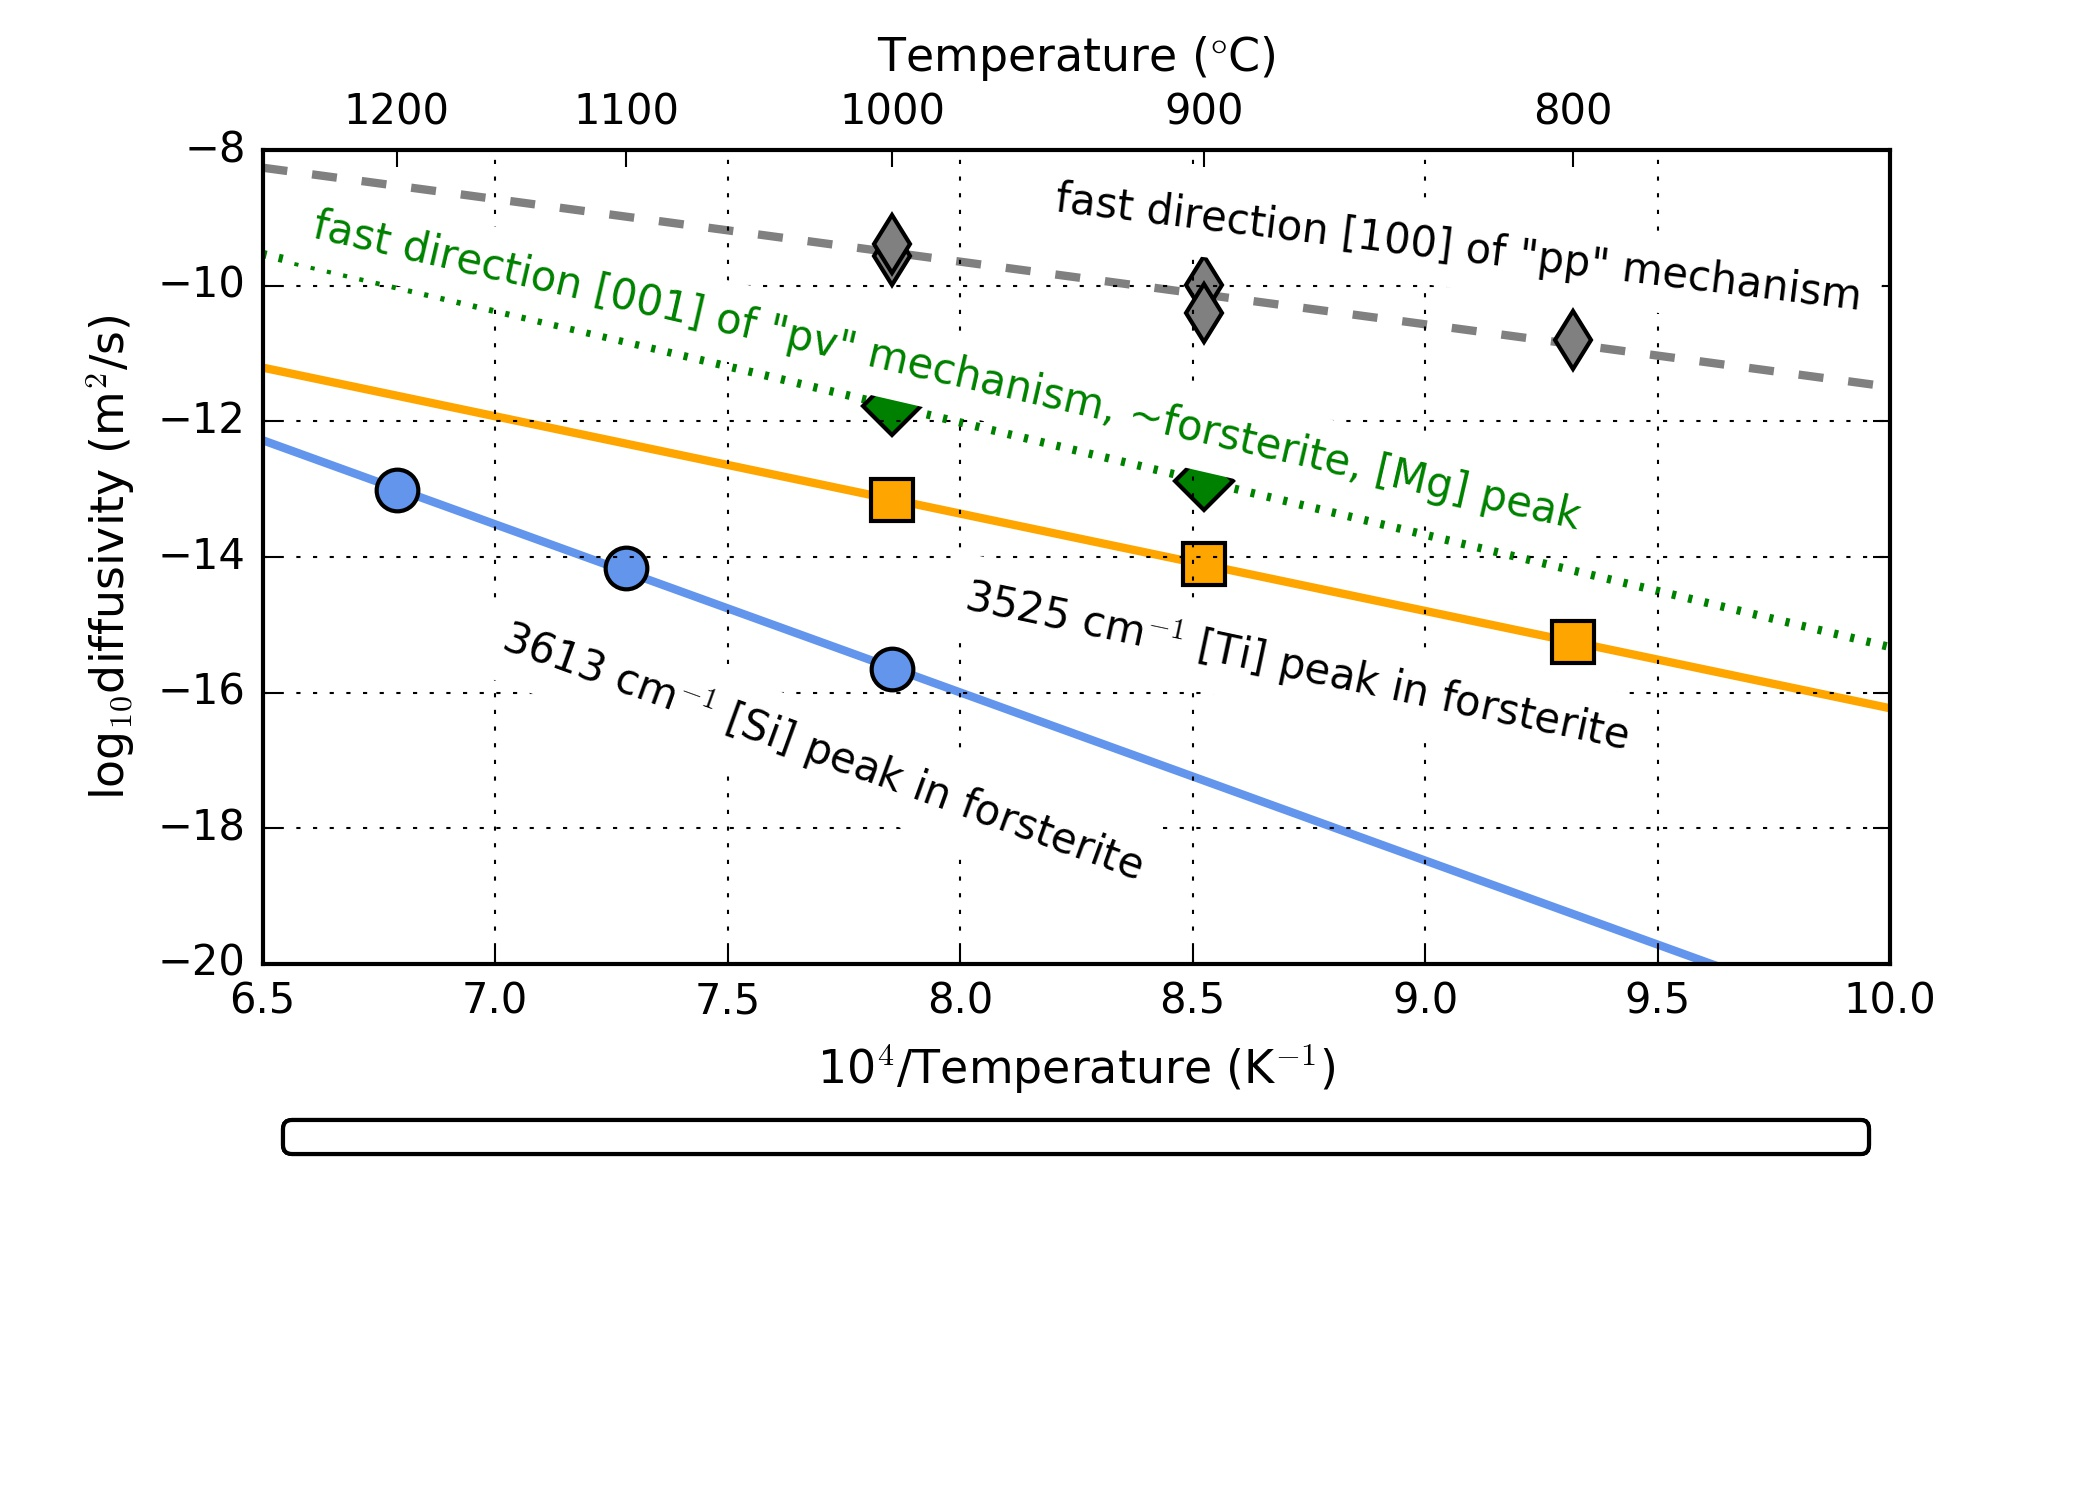 Temperature (°C)
1200 1100 1000 900 800
−8
−10
−12
−14
−16
−18
−20
log₁₀diffusivity (m²/s)
fast direction [100] of "pp" mechanism
fast direction [001] of "pv" mechanism, ~forsterite, [Mg] peak
3525 cm⁻¹ [Ti] peak in forsterite
3613 cm⁻¹ [Si] peak in forsterite
6.5 7.0 7.5 8.0 8.5 9.0 9.5 10.0
10⁴/Temperature (K⁻¹)